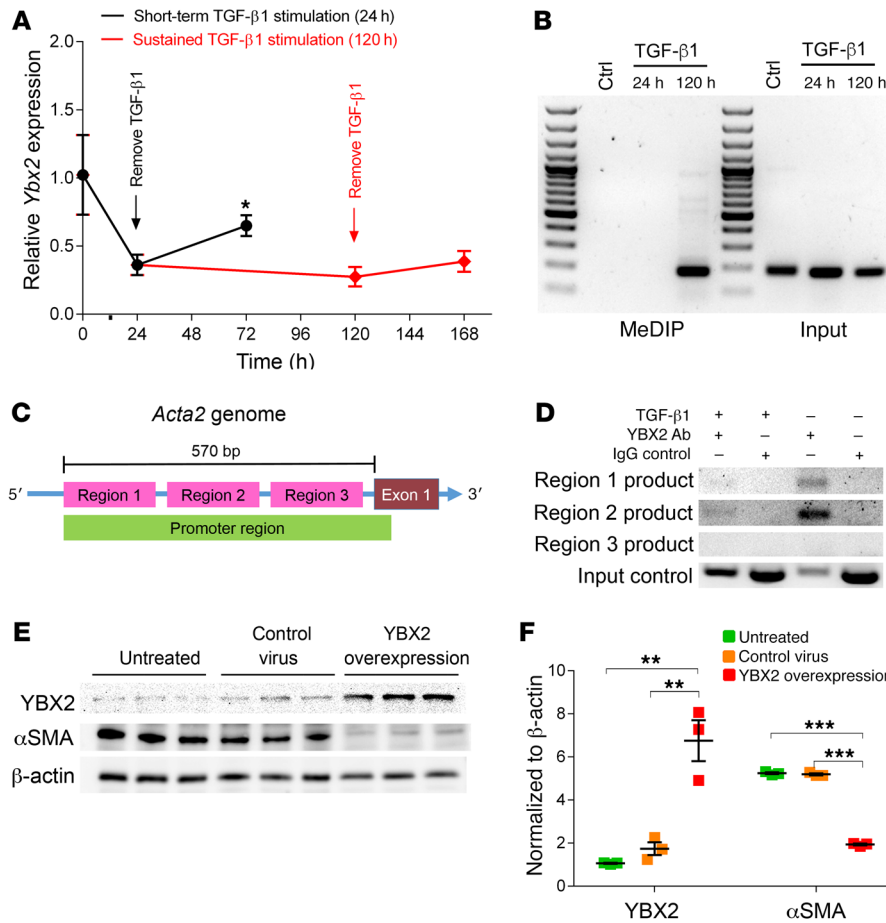 A
Short-term TGF-β1 stimulation (24 h)
Sustained TGF-β1 stimulation (120 h)
Relative Ybx2 expression
2.0
1.5
1.0
0.5
0.0
Remove TGF-β1
Remove TGF-β1
*
0 24 48 72 96 120 144 168
Time (h)
B
Ctrl
TGF-β1
24 h 120 h
Ctrl
TGF-β1
24 h 120 h
MeDIP Input
C
Acta2 genome
570 bp
5′ Region 1 Region 2 Region 3 Exon 1 3′
Promoter region
D
TGF-β1 + + – –
YBX2 Ab + – + –
IgG control – + – +
Region 1 product
Region 2 product
Region 3 product
Input control
E
Untreated
Control
virus
YBX2
overexpression
YBX2
αSMA
β-actin
F
Untreated
Control virus
YBX2 overexpression
Normalized to β-actin
10
8
6
4
2
0
**
**
***
***
YBX2 αSMA